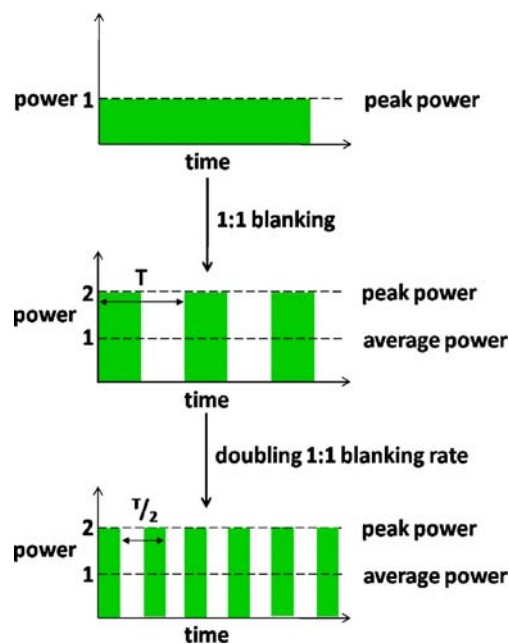 power 1
peak power
time
1:1 blanking
T
2
peak power
power
1
average power
time
doubling 1:1 blanking rate
T/2
2
peak power
power
1
average power
time